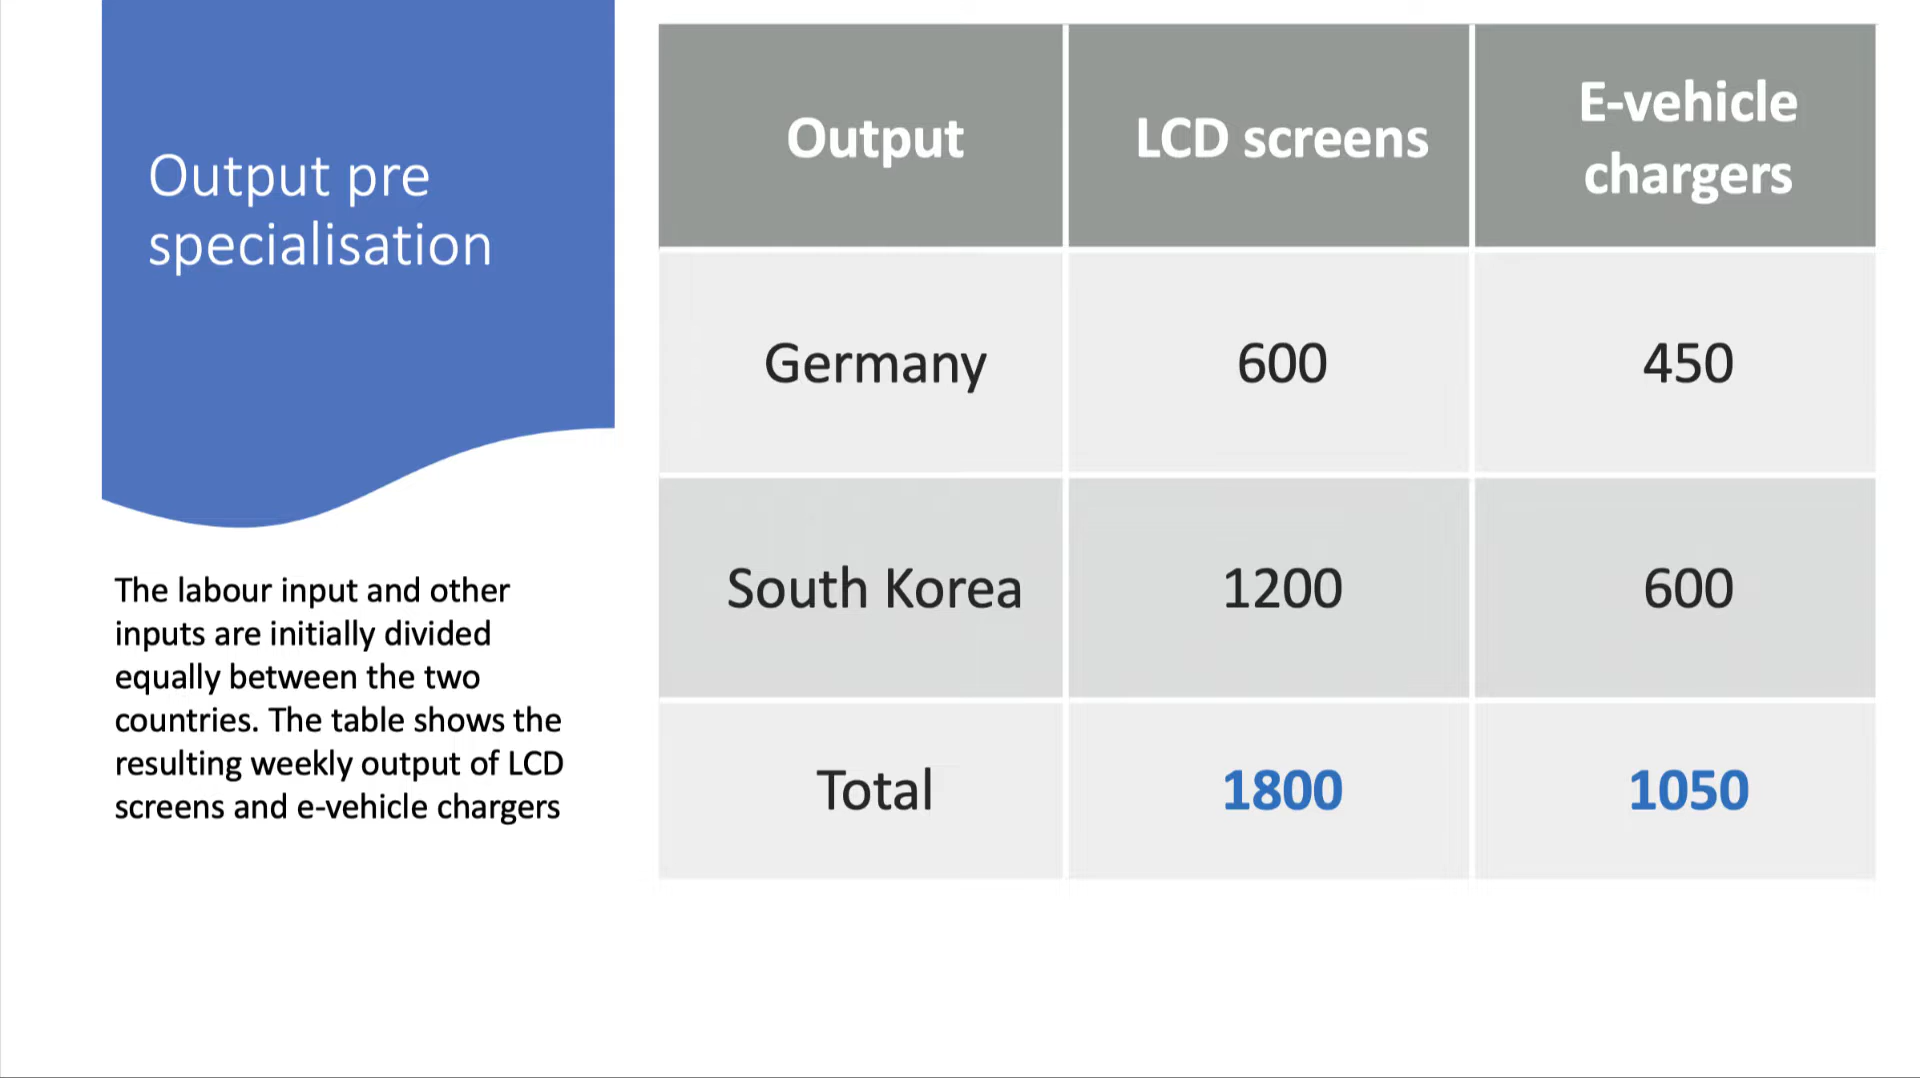 Output pre
specialisation
The labour input and other
inputs are initially divided
equally between the two
countries. The table shows the
resulting weekly output of LCD
screens and e-vehicle chargers
Output LCD screens E-vehicle chargers
Germany 600 450
South Korea 1200 600
Total 1800 1050